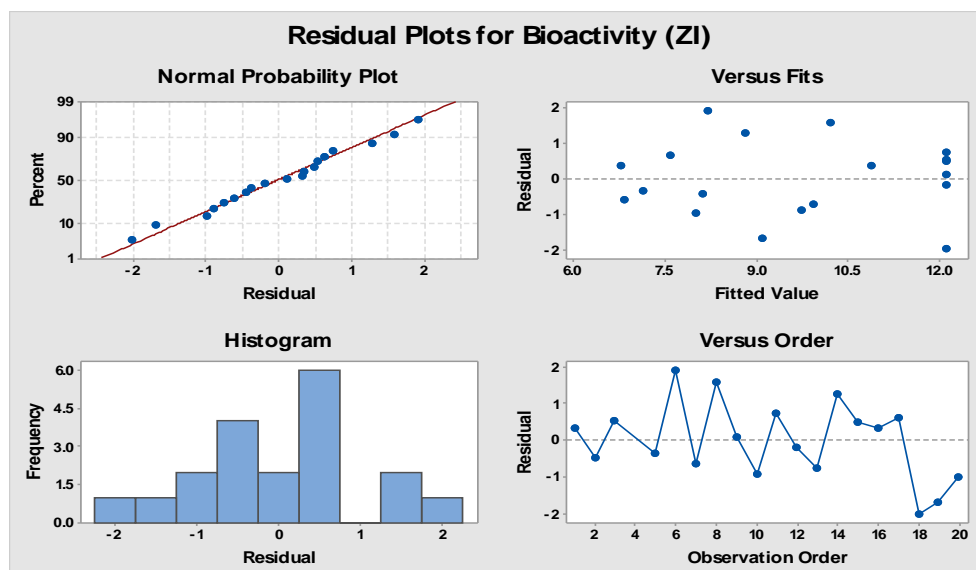 Residual Plots for Bioactivity (ZI)
Normal Probability Plot
99
90
50
10
1
Percent
-2 -1 0 1 2
Residual
Versus Fits
2
1
0
-1
-2
Residual
6.0 7.5 9.0 10.5 12.0
Fitted Value
Histogram
6.0
4.5
3.0
1.5
0.0
Frequency
-2 -1 0 1 2
Residual
Versus Order
2
1
0
-1
-2
Residual
2 4 6 8 10 12 14 16 18 20
Observation Order